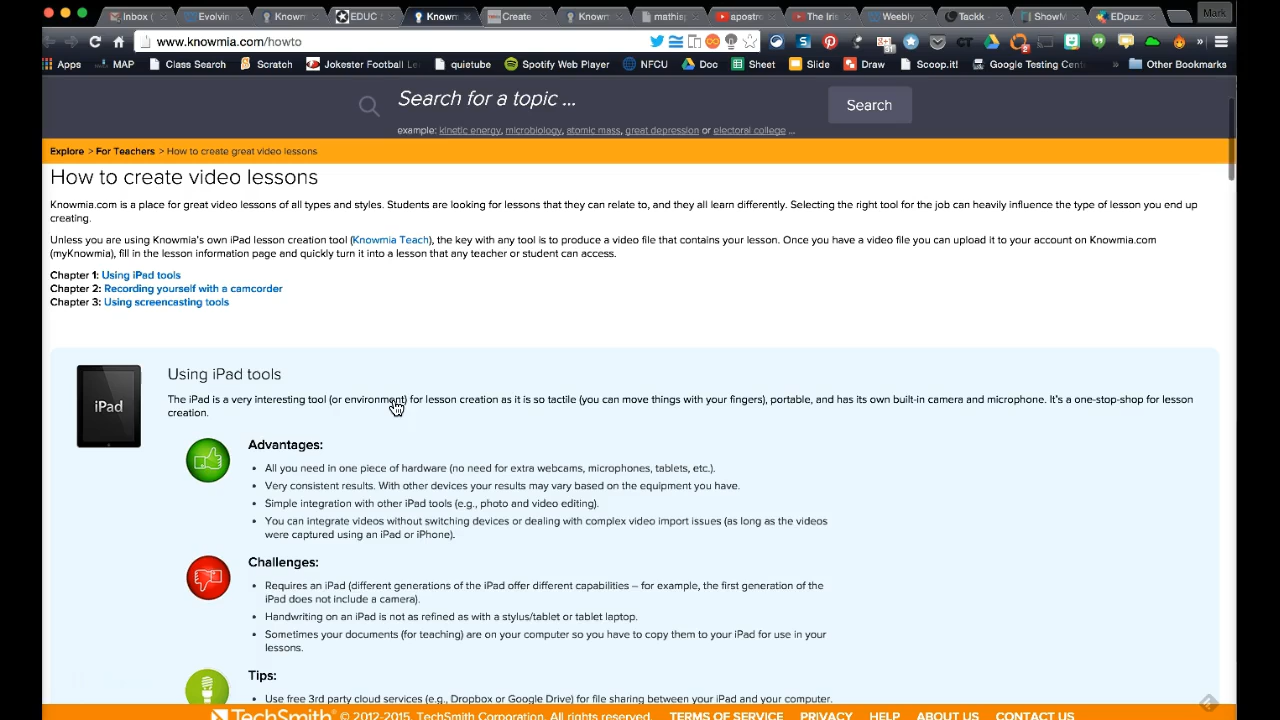 Inbox (
Evolvin
Known
EDUC
Knowm
Create
Known
mathis
apostre
The Irie
Weebly
Tackk -
ShowM
EDpuzz
Mark
www.knowmia.com/howto
Apps
MAP
Class Search
Scratch
Jokester Football Le
quietube
Spotify Web Player
NFCU
Doc
Sheet
Slide
Draw
Scoop.it!
Google Testing Cent
»
Other Bookmarks
Search for a topic ...
Search
example: kinetic energy, microbiology, atomic mass, great depression or electoral college ...
Explore > For Teachers > How to create great video lessons
How to create video lessons
Knowmia.com is a place for great video lessons of all types and styles. Students are looking for lessons that they can relate to, and they all learn differently. Selecting the right tool for the job can heavily influence the type of lesson you end up
creating.
Unless you are using Knowmia's own iPad lesson creation tool (Knowmia Teach), the key with any tool is to produce a video file that contains your lesson. Once you have a video file you can upload it to your account on Knowmia.com
(myKnowmia), fill in the lesson information page and quickly turn it into a lesson that any teacher or student can access.
Chapter 1: Using iPad tools
Chapter 2: Recording yourself with a camcorder
Chapter 3: Using screencasting tools
iPad
Using iPad tools
The iPad is a very interesting tool (or environment) for lesson creation as it is so tactile (you can move things with your fingers), portable, and has its own built-in camera and microphone. It's a one-stop-shop for lesson
creation.
Advantages:
• All you need in one piece of hardware (no need for extra webcams, microphones, tablets, etc.).
• Very consistent results. With other devices your results may vary based on the equipment you have.
• Simple integration with other iPad tools (e.g., photo and video editing).
• You can integrate videos without switching devices or dealing with complex video import issues (as long as the videos
were captured using an iPad or iPhone).
Challenges:
• Requires an iPad (different generations of the iPad offer different capabilities – for example, the first generation of the
iPad does not include a camera).
• Handwriting on an iPad is not as refined as with a stylus/tablet or tablet laptop.
• Sometimes your documents (for teaching) are on your computer so you have to copy them to your iPad for use in your
lessons.
Tips:
• Use free 3rd party cloud services (e.g., Dropbox or Google Drive) for file sharing between your iPad and your computer.
TechSmith® © 2012-2015, TechSmith Corporation, All rights reserved.
TERMS OF SERVICE
PRIVACY
HELP
ABOUT US
CONTACT US